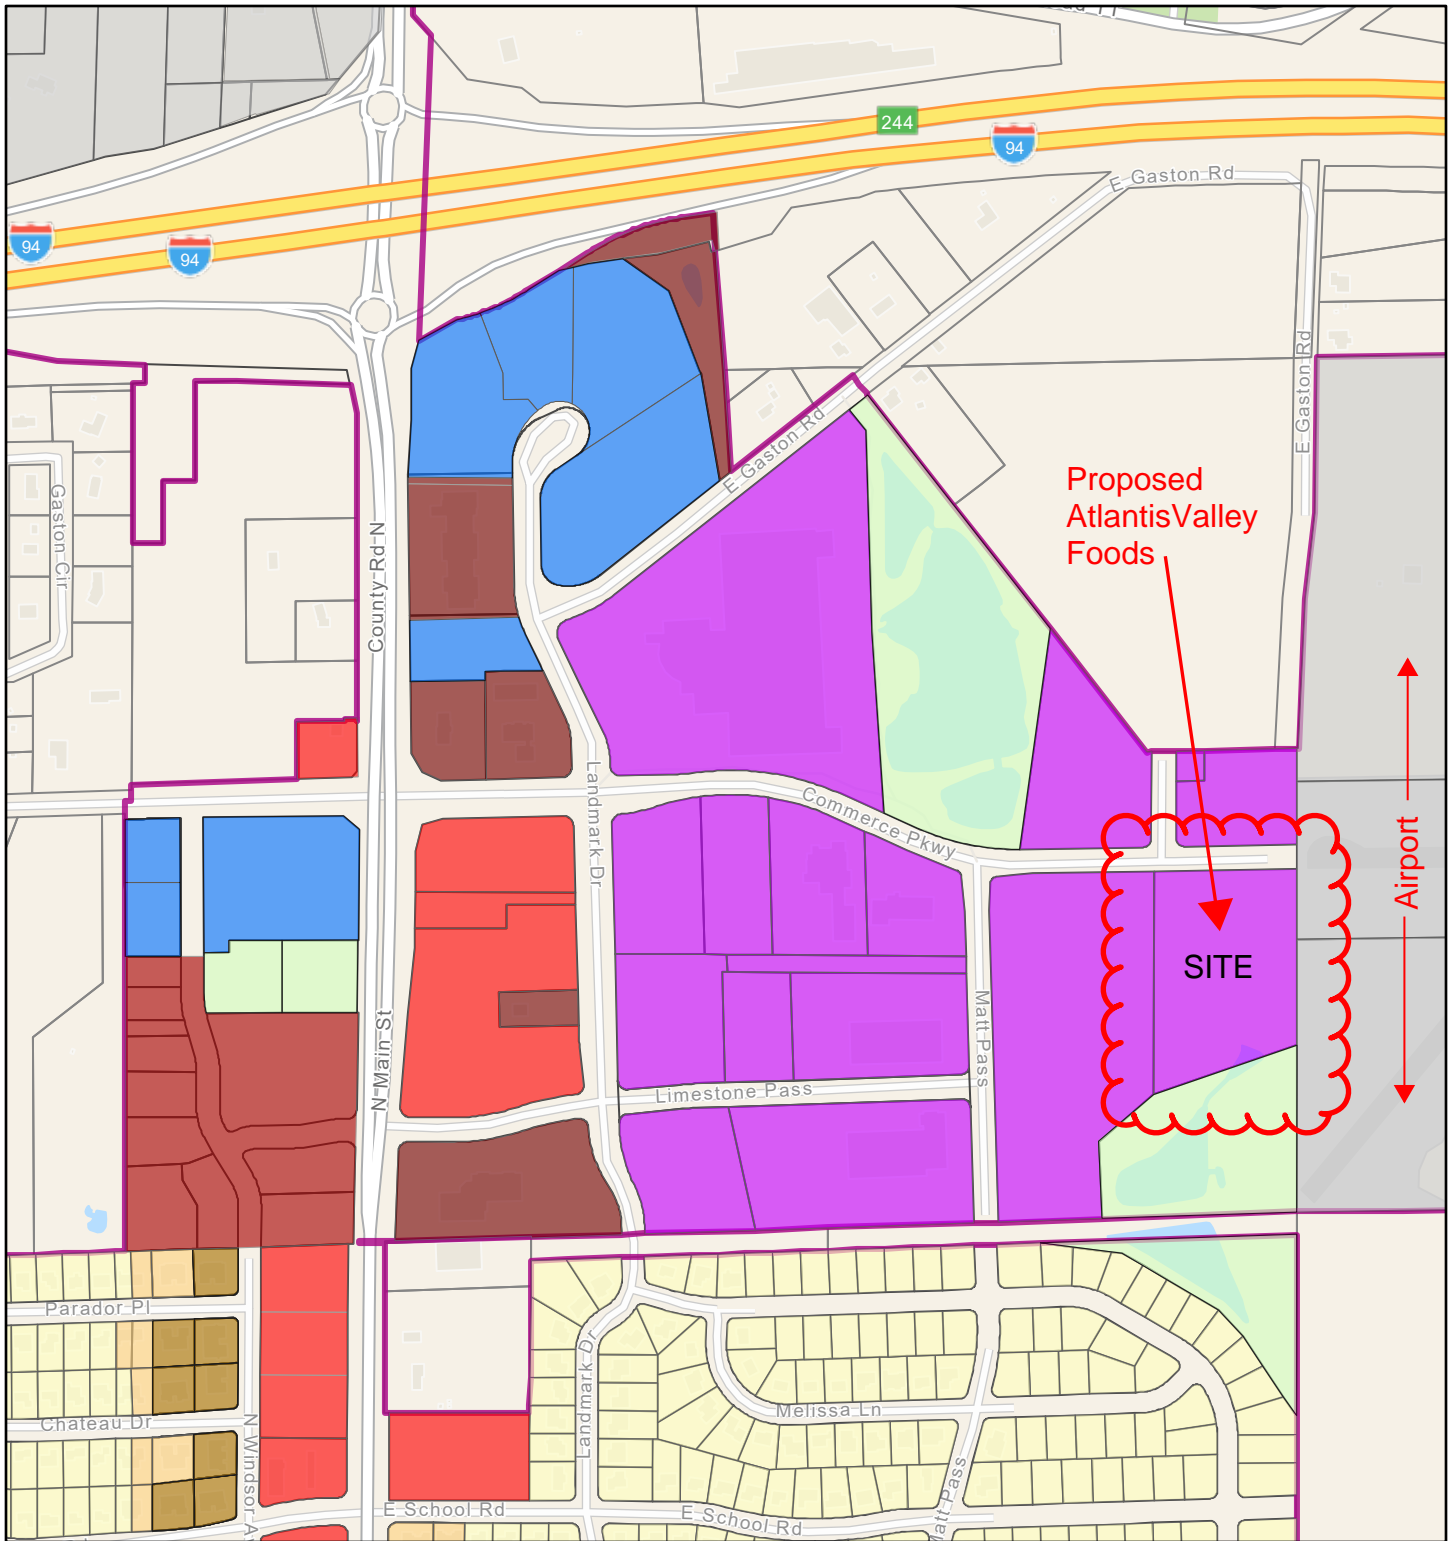 244
94
94
94
E Gaston Rd
E Gaston Rd
E Gaston Rd
Gaston Cir
County Rd N
Proposed
AtlantisValley
Foods
Airport
Landmark Dr
Commerce Pkwy
SITE
N Main St
Matt Pass
Limestone Pass
Parador Pl
Chateau Dr
N Windsor A
Landmark Dr
Melissa Ln
Matt Pass
E School Rd
E School Rd